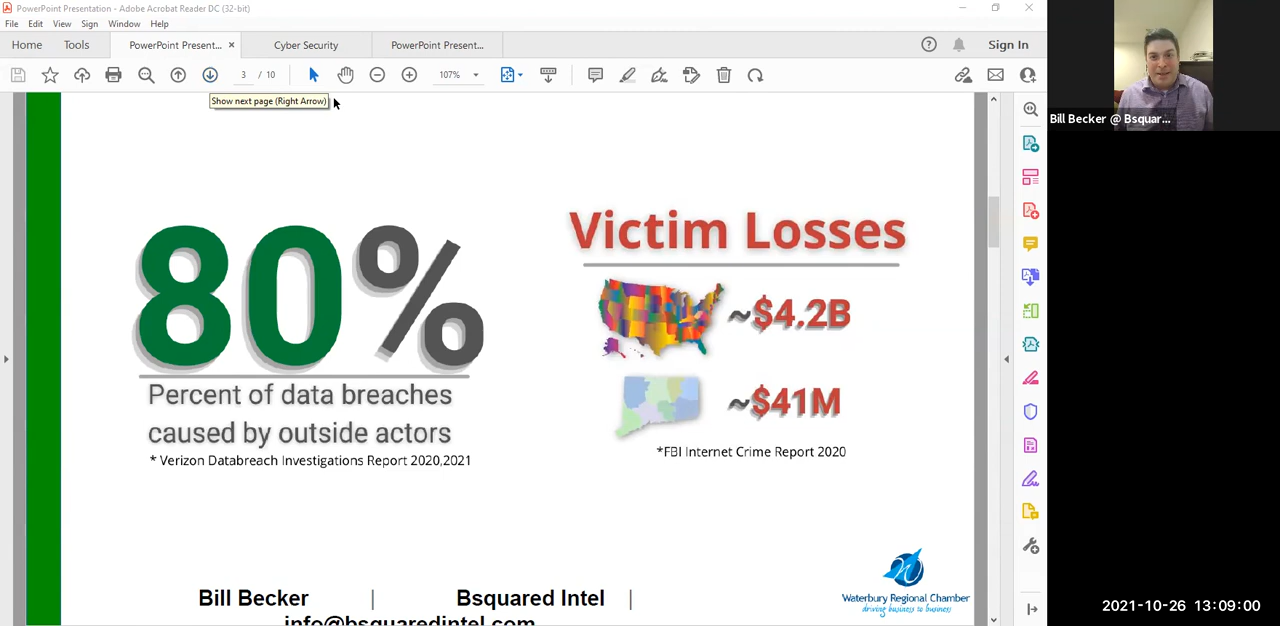 PowerPoint Presentation - Adobe Acrobat Reader DC (32-bit)
File Edit View Sign Window Help
Home Tools PowerPoint Present... × Cyber Security PowerPoint Present... Sign In
3 / 10 107%
Show next page (Right Arrow)
Bill Becker @ Bsquar...
80%
Percent of data breaches
caused by outside actors
* Verizon Databreach Investigations Report 2020,2021
Victim Losses
~$4.2B
~$41M
*FBI Internet Crime Report 2020
Bill Becker | Bsquared Intel |
info@bsquaredintel.com
Waterbury Regional Chamber
driving business to business
2021-10-26 13:09:00